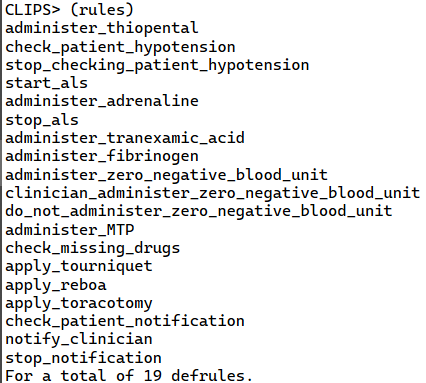 CLIPS> (rules)
administer_thiopental
check_patient_hypotension
stop_checking_patient_hypotension
start_als
administer_adrenaline
stop_als
administer_tranexamic_acid
administer_fibrinogen
administer_zero_negative_blood_unit
clinician_administer_zero_negative_blood_unit
do_not_administer_zero_negative_blood_unit
administer_MTP
check_missing_drugs
apply_tourniquet
apply_reboa
apply_toracotomy
check_patient_notification
notify_clinician
stop_notification
For a total of 19 defrules.